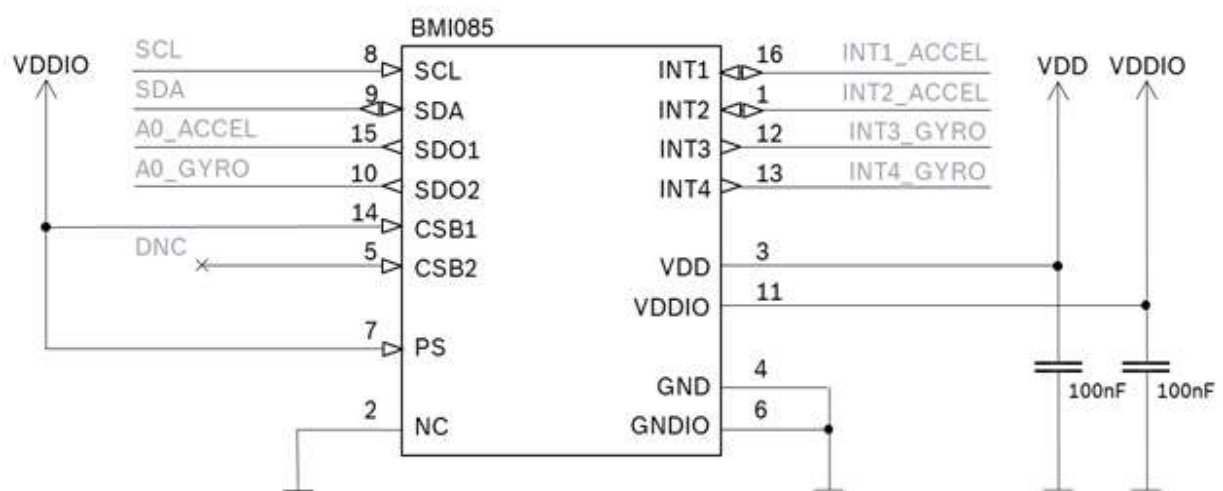 BMI085
VDDIO
SCL
8
SCL
SDA
9
SDA
A0_ACCEL
15
SDO1
A0_GYRO
10
SDO2
14
CSB1
DNC
5
CSB2
7
PS
2
NC
INT1
16
INT1_ACCEL
INT2
1
INT2_ACCEL
INT3
12
INT3_GYRO
INT4
13
INT4_GYRO
VDD
3
VDDIO
11
GND
4
GNDIO
6
VDD
VDDIO
100nF
100nF